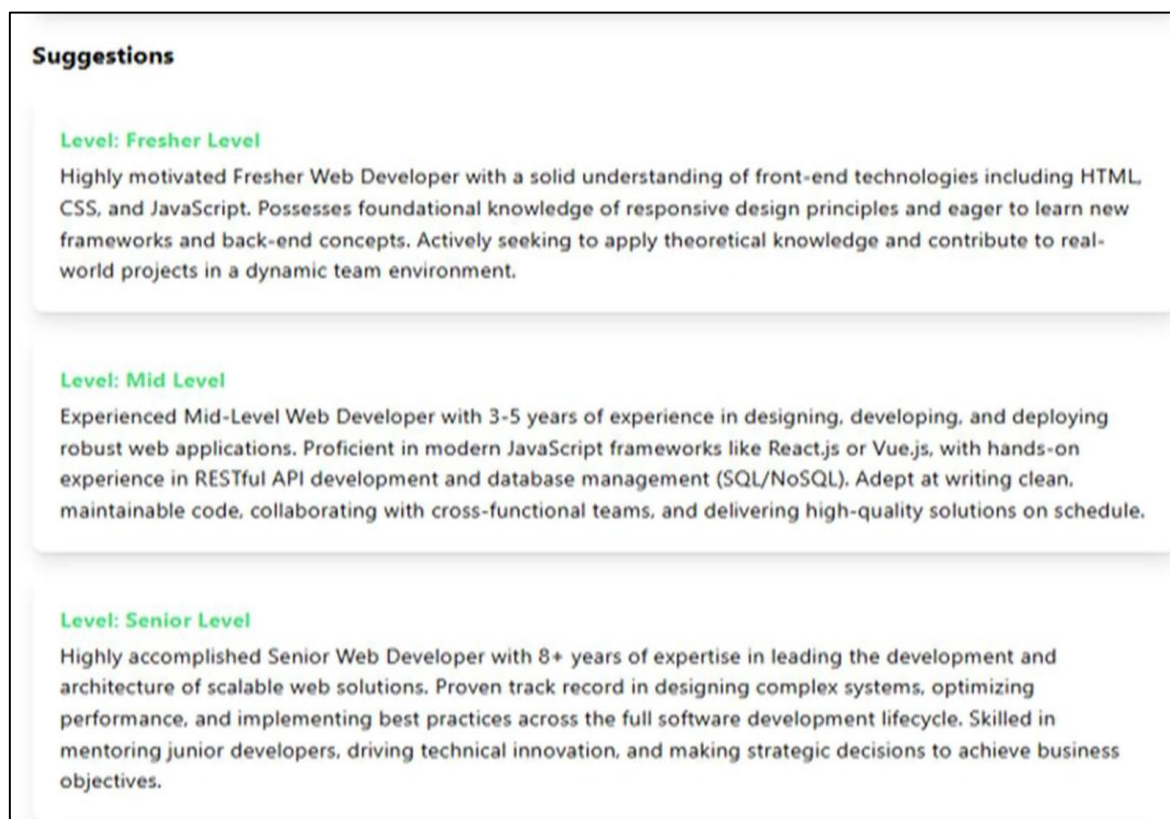 Suggestions
Level: Fresher Level
Highly motivated Fresher Web Developer with a solid understanding of front-end technologies including HTML,
CSS, and JavaScript. Possesses foundational knowledge of responsive design principles and eager to learn new
frameworks and back-end concepts. Actively seeking to apply theoretical knowledge and contribute to real-
world projects in a dynamic team environment.
Level: Mid Level
Experienced Mid-Level Web Developer with 3-5 years of experience in designing, developing, and deploying
robust web applications. Proficient in modern JavaScript frameworks like React.js or Vue.js, with hands-on
experience in RESTful API development and database management (SQL/NoSQL). Adept at writing clean,
maintainable code, collaborating with cross-functional teams, and delivering high-quality solutions on schedule.
Level: Senior Level
Highly accomplished Senior Web Developer with 8+ years of expertise in leading the development and
architecture of scalable web solutions. Proven track record in designing complex systems, optimizing
performance, and implementing best practices across the full software development lifecycle. Skilled in
mentoring junior developers, driving technical innovation, and making strategic decisions to achieve business
objectives.